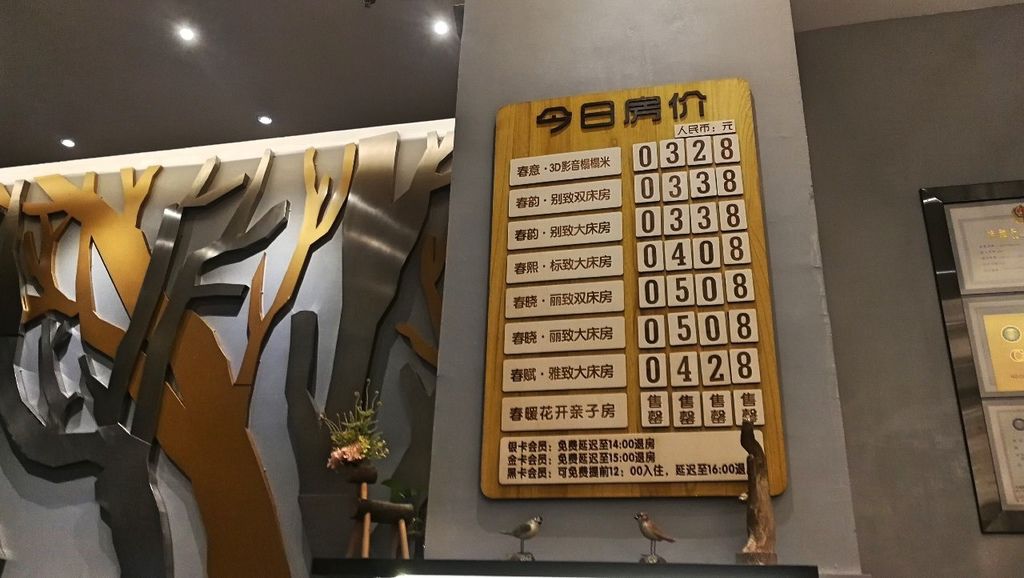 今日房价
人民币：元
春意·3D影音榻榻米 0328
春韵·别致双床房 0338
春韵·别致大床房 0338
春熙·标致大床房 0408
春晓·丽致双床房 0508
春晓·丽致大床房 0508
春赋·雅致大床房 0428
春暖花开亲子房 售罄 售罄 售罄 售罄
银卡会员：免费延迟至14:00退房
金卡会员：免费延迟至15:00退房
黑卡会员：可免费提前12：00入住，延迟至16:00退